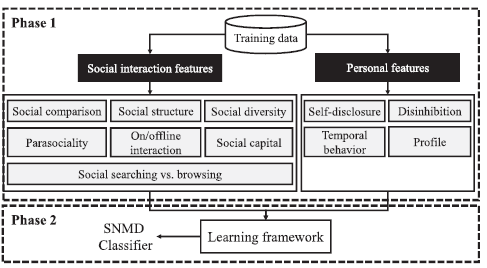 Phase 1
Training data
Social interaction features
Personal features
Social comparison
Social structure
Social diversity
Parasociality
On/offline
interaction
Social capital
Social searching vs. browsing
Self-disclosure
Disinhibition
Temporal
behavior
Profile
Phase 2
SNMD
Classifier
Learning framework